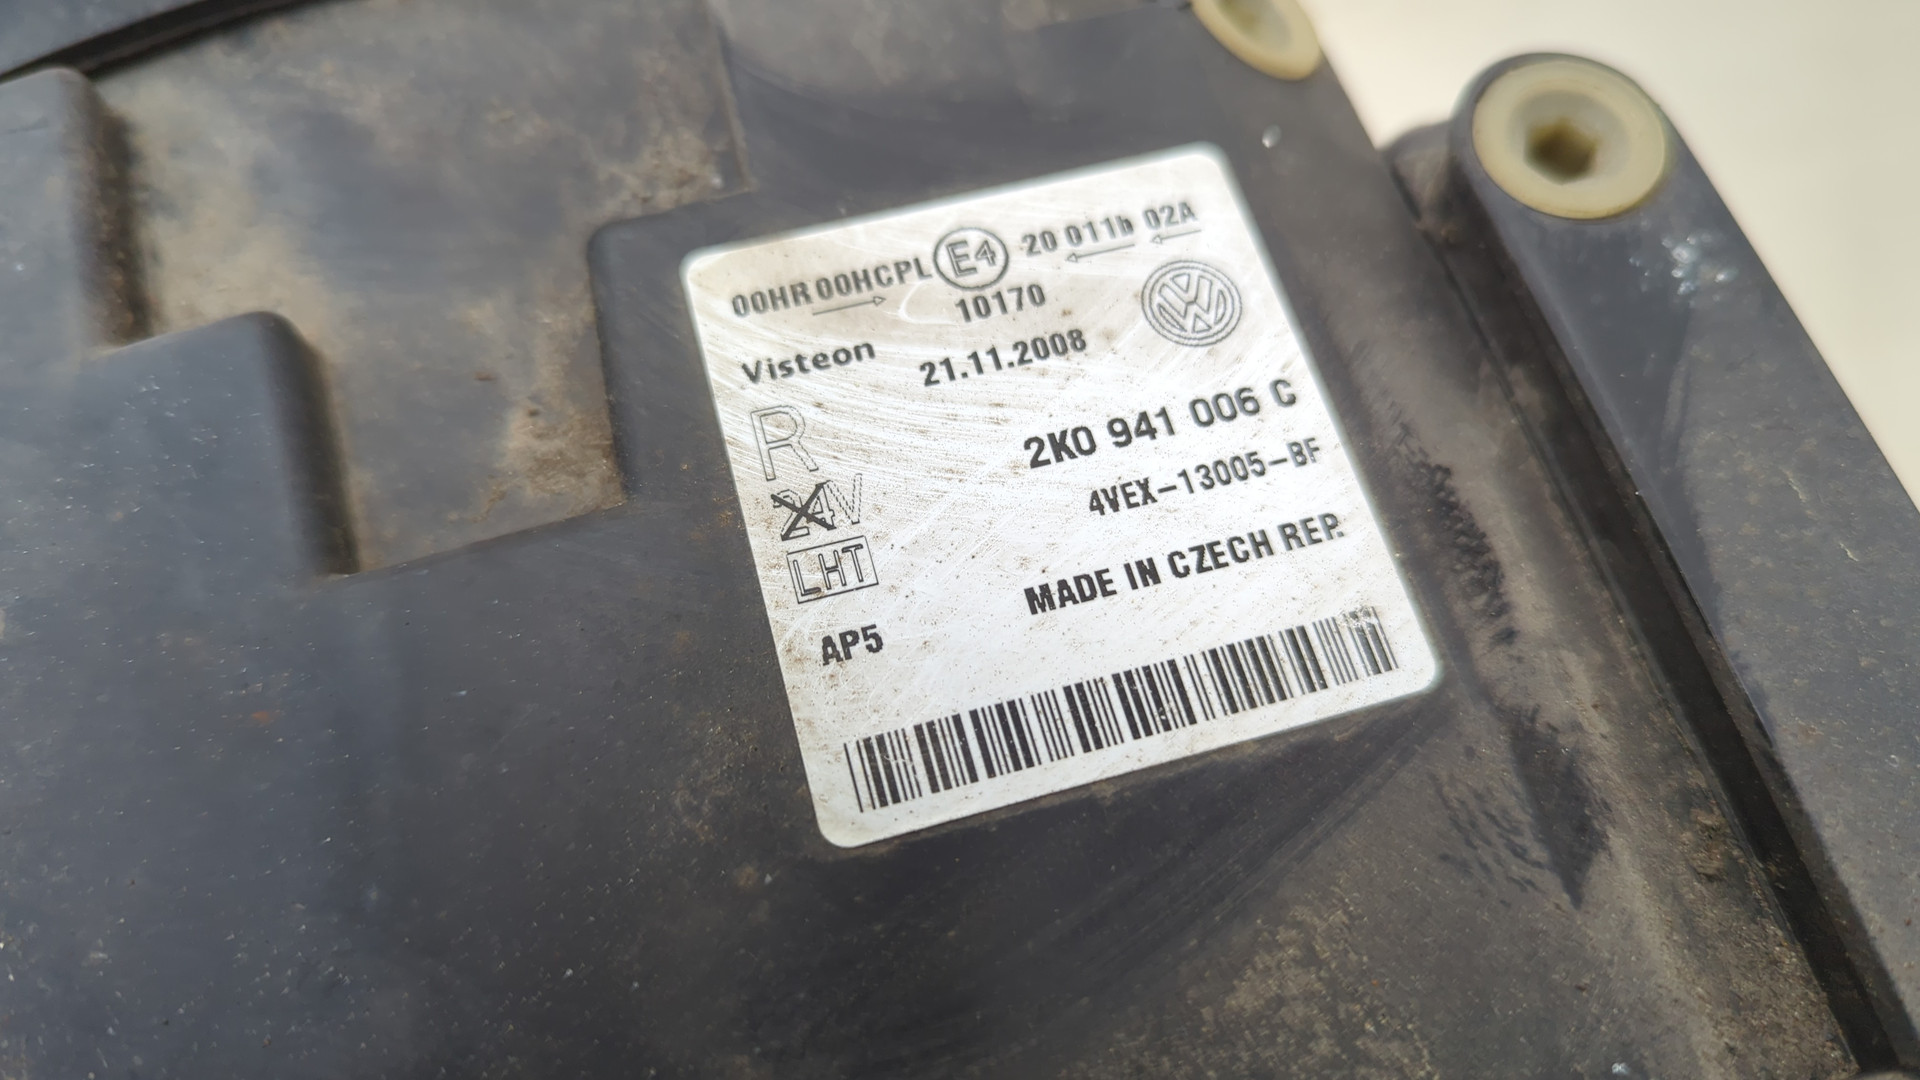 00HR 00HCPL E4 20 011b 02A
10170
Visteon 21.11.2008
R 2K0 941 006 C
24V 4VEX-13005-BF
LHT MADE IN CZECH REP.
AP5